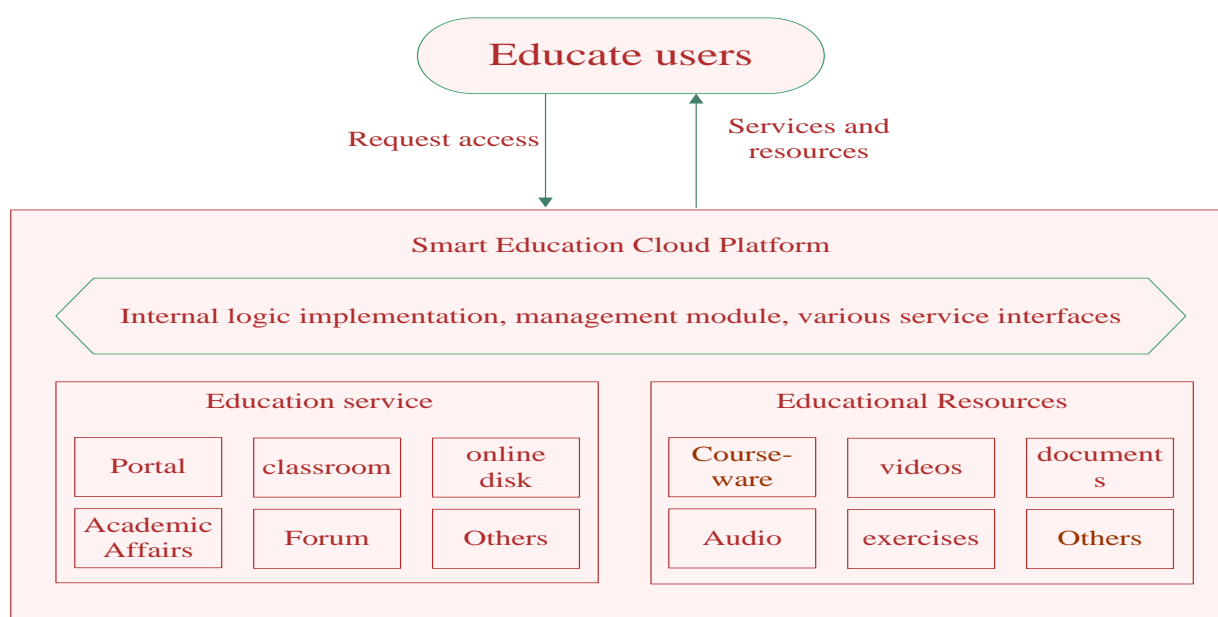 Educate users
Request access
Services and
resources
Smart Education Cloud Platform
Internal logic implementation, management module, various service interfaces
Education service
Portal
classroom
online
disk
Academic
Affairs
Forum
Others
Educational Resources
Course-
ware
videos
document
s
Audio
exercises
Others